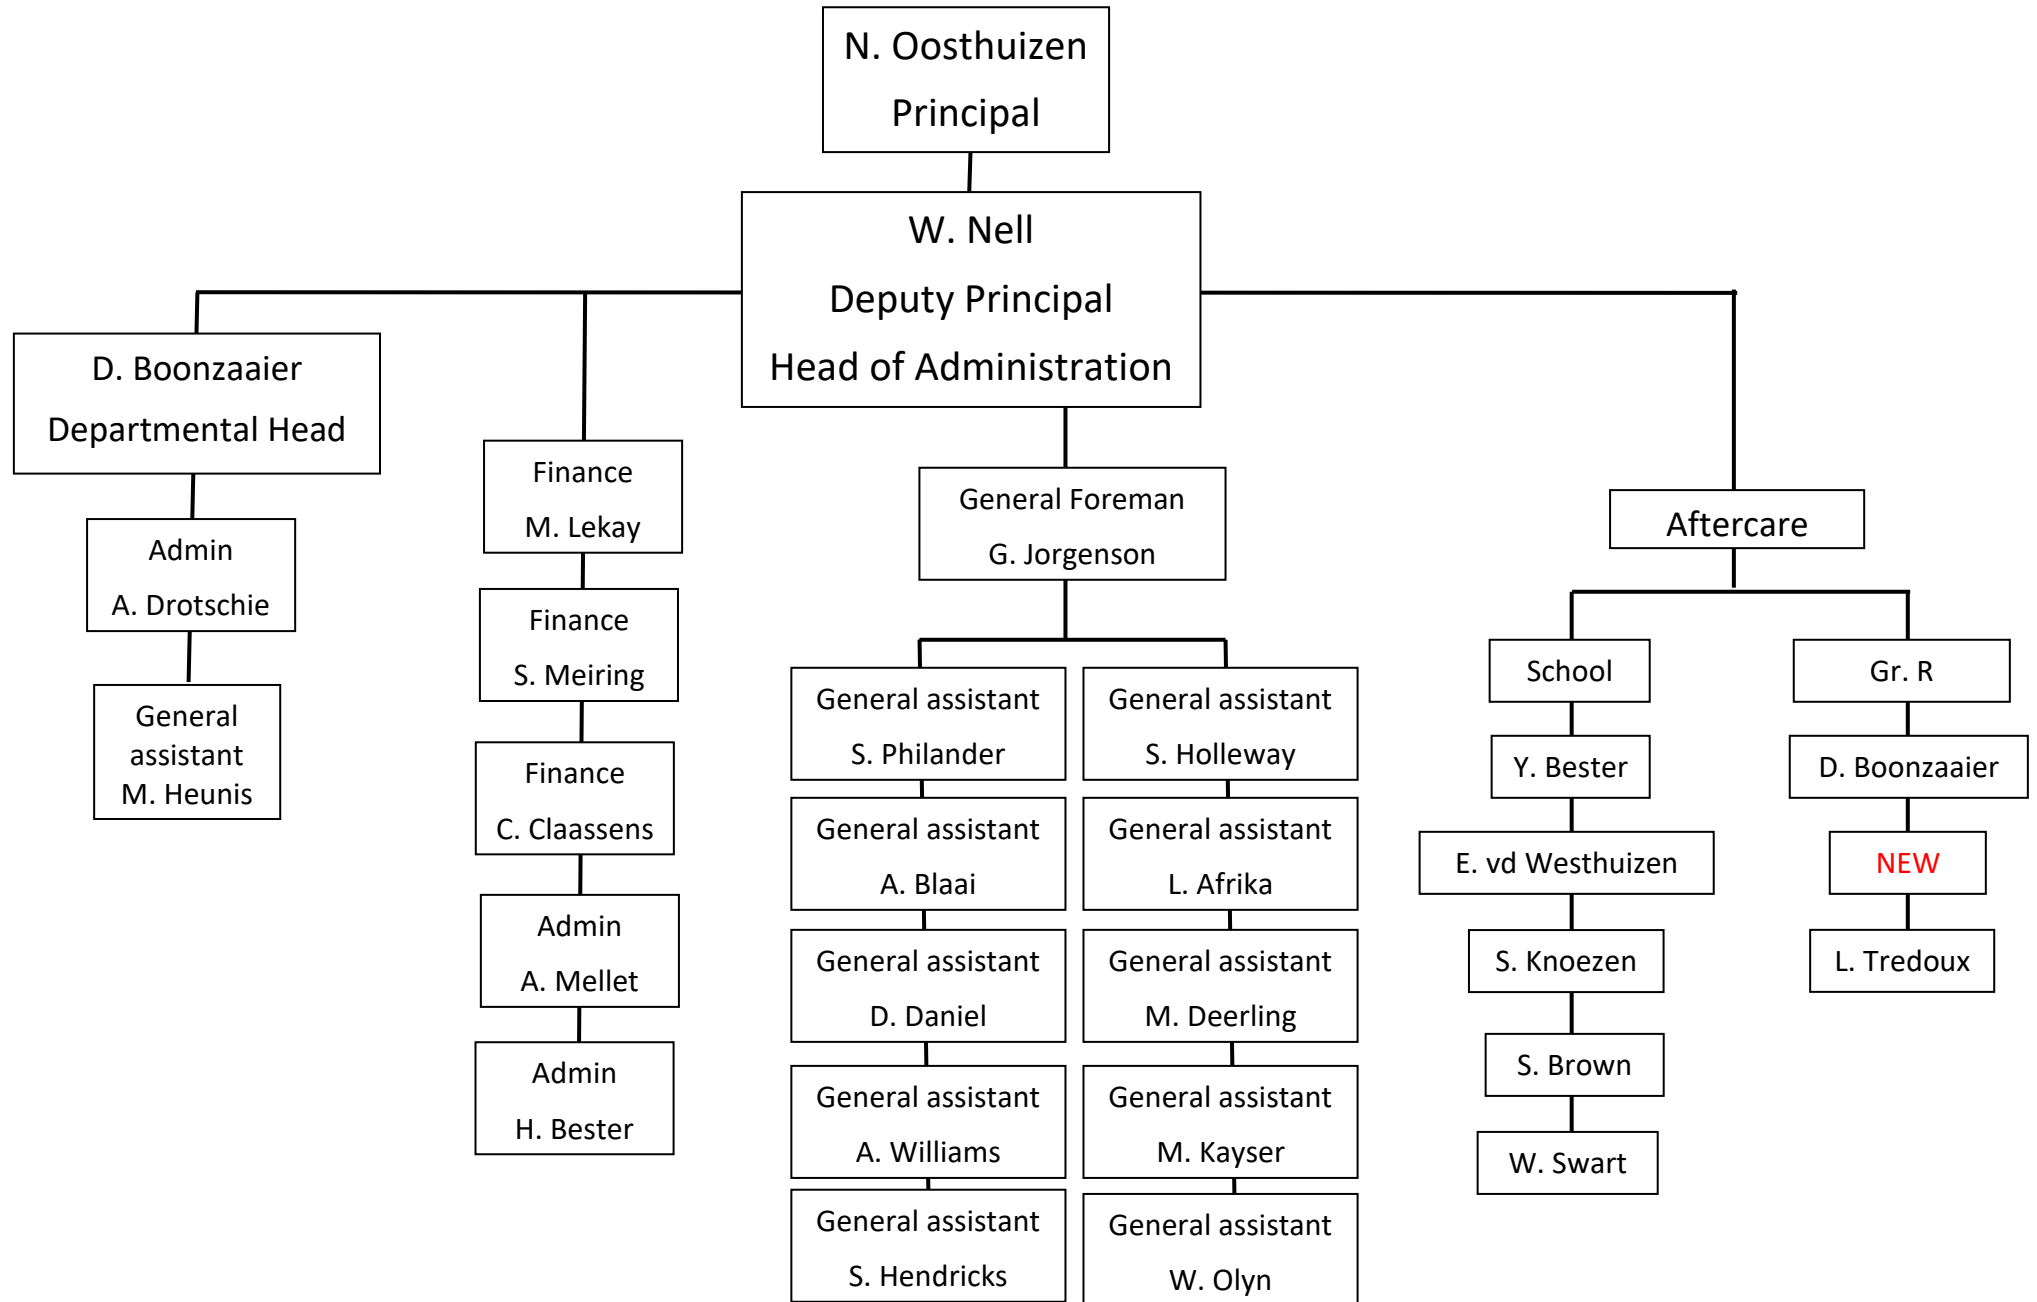 N. Oosthuizen
Principal
W. Nell
Deputy Principal
Head of Administration
D. Boonzaaier
Departmental Head
Admin
A. Drotschie
General
assistant
M. Heunis
Finance
M. Lekay
Finance
S. Meiring
Finance
C. Claassens
Admin
A. Mellet
Admin
H. Bester
General Foreman
G. Jorgenson
General assistant
S. Philander
General assistant
A. Blaai
General assistant
D. Daniel
General assistant
A. Williams
General assistant
S. Hendricks
General assistant
S. Holleway
General assistant
L. Afrika
General assistant
M. Deerling
General assistant
M. Kayser
General assistant
W. Olyn
Aftercare
School
Y. Bester
E. vd Westhuizen
S. Knoezen
S. Brown
W. Swart
Gr. R
D. Boonzaaier
NEW
L. Tredoux